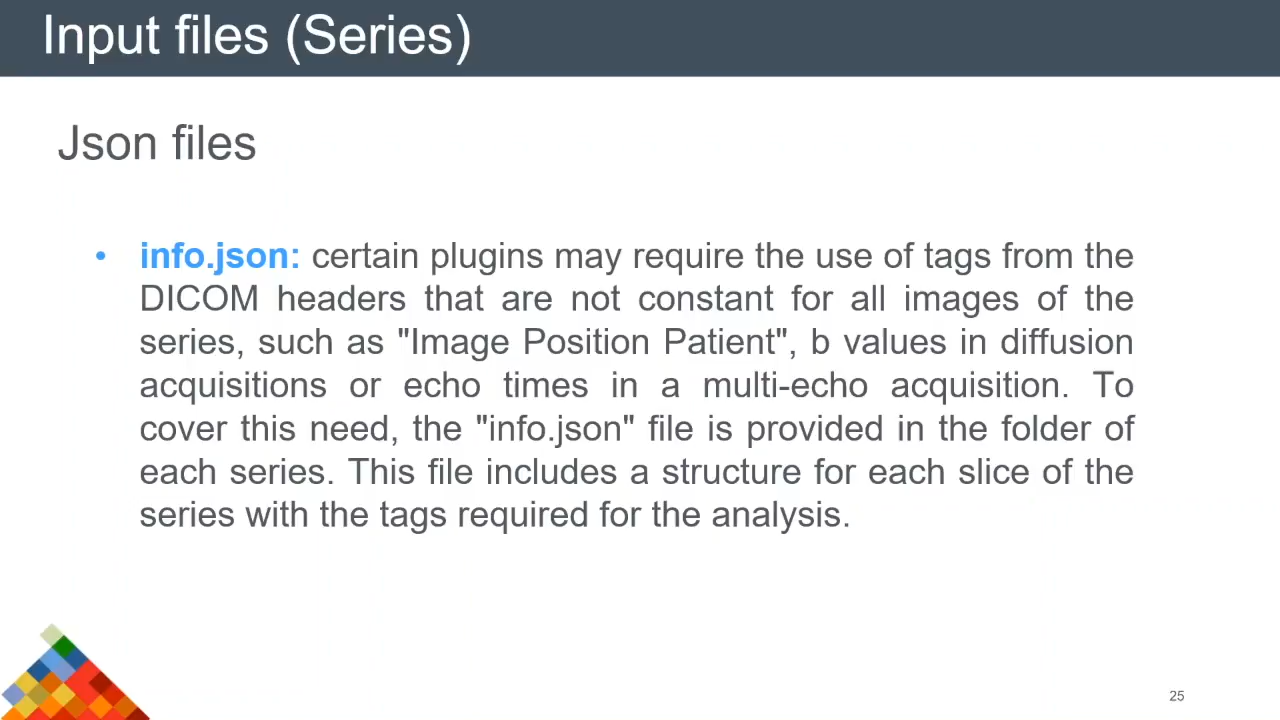 Input files (Series)
Json files
• info.json: certain plugins may require the use of tags from the
DICOM headers that are not constant for all images of the
series, such as "Image Position Patient", b values in diffusion
acquisitions or echo times in a multi-echo acquisition. To
cover this need, the "info.json" file is provided in the folder of
each series. This file includes a structure for each slice of the
series with the tags required for the analysis.
25